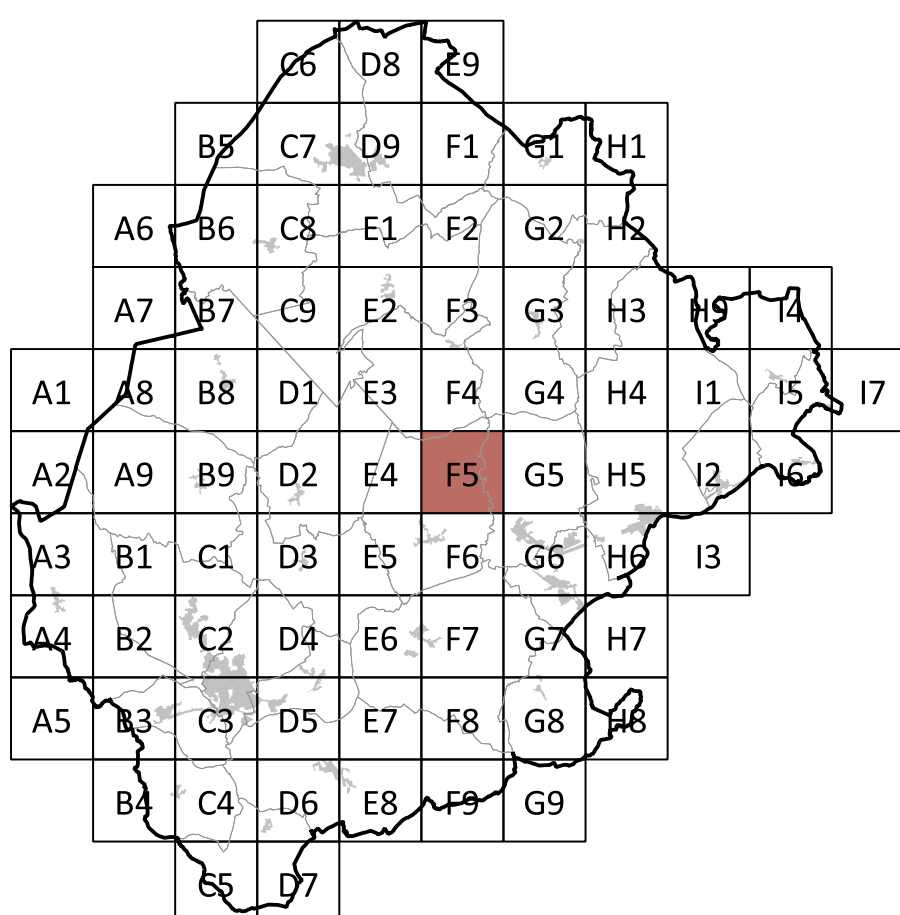 C6 D8 E9
B5 C7 D9 F1 G1 H1
A6 B6 C8 E1 F2 G2 H2
A7 B7 C9 E2 F3 G3 H3 H9 I4
A1 A8 B8 D1 E3 F4 G4 H4 I1 I5 I7
A2 A9 B9 D2 E4 F5 G5 H5 I2 I6
A3 B1 C1 D3 E5 F6 G6 H6 I3
A4 B2 C2 D4 E6 F7 G7 H7
A5 B3 C3 D5 E7 F8 G8 H8
B4 C4 D6 E8 F9 G9
C5 D7